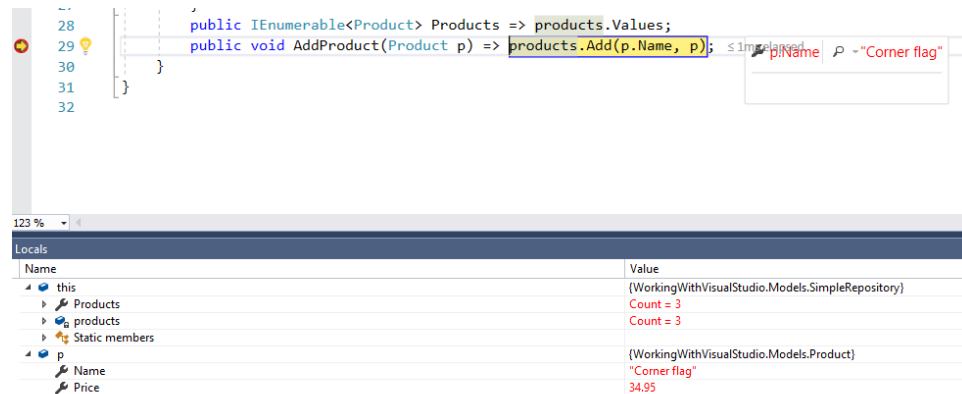 28 public IEnumerable<Product> Products => products.Values;
29 public void AddProduct(Product p) => products.Add(p.Name, p); ≤ 1ms elapsed p.Name "Corner flag"
30 }
31 }
32
123 %
Locals
Name Value
this {WorkingWithVisualStudio.Models.SimpleRepository}
Products Count = 3
products Count = 3
Static members
p {WorkingWithVisualStudio.Models.Product}
Name "Corner flag"
Price 34.95